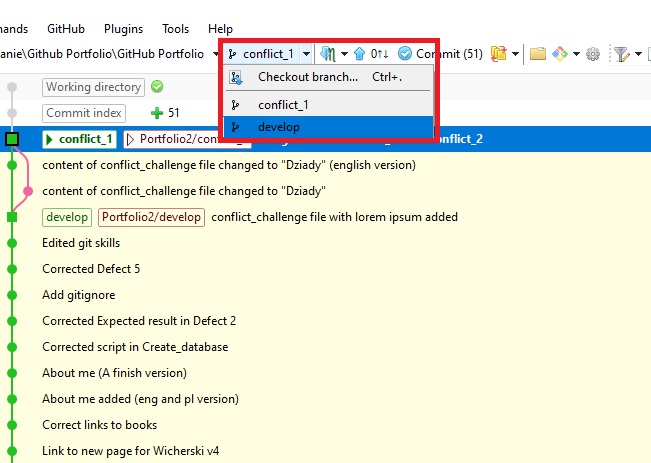 nands GitHub Plugins Tools Help
anie\Github Portfolio\GitHub Portfolio conflict_1 0↑↓ Commit (51)
Checkout branch... Ctrl+.
conflict_1
develop
Working directory
Commit index 51
conflict_1 Portfolio2/conf onflict_2
content of conflict_challenge file changed to "Dziady" (english version)
content of conflict_challenge file changed to "Dziady"
develop Portfolio2/develop conflict_challenge file with lorem ipsum added
Edited git skills
Corrected Defect 5
Add gitignore
Corrected Expected result in Defect 2
Corrected script in Create_database
About me (A finish version)
About me added (eng and pl version)
Correct links to books
Link to new page for Wicherski v4